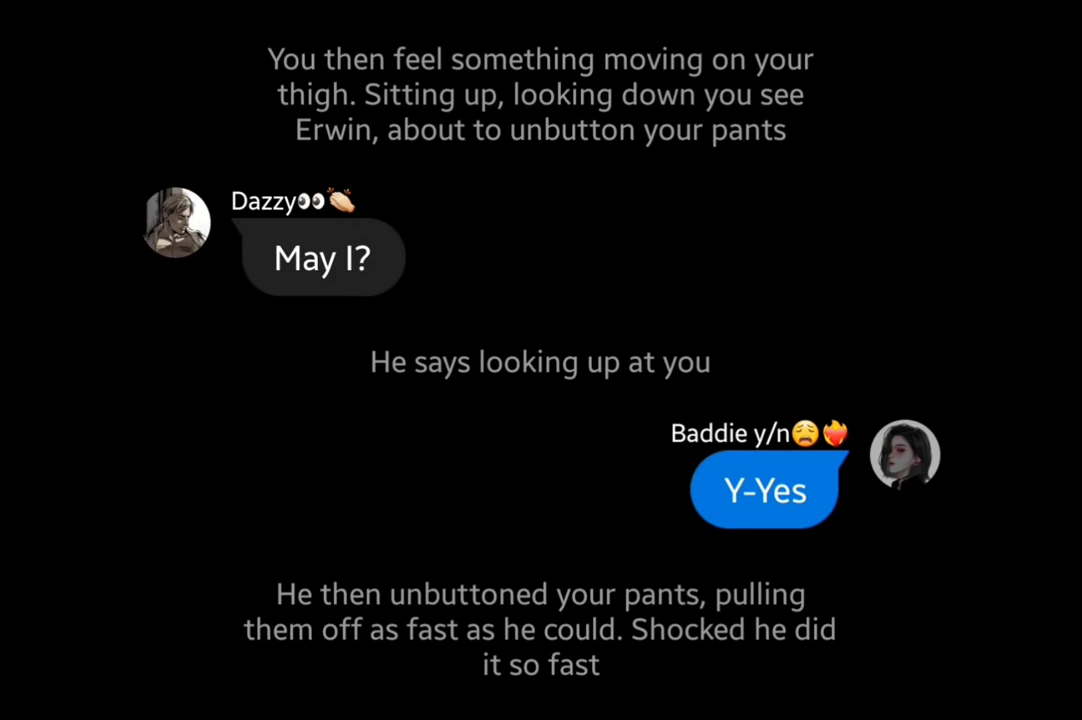 You then feel something moving on your
thigh. Sitting up, looking down you see
Erwin, about to unbutton your pants
Dazzy👀👏🏻
May I?
He says looking up at you
Baddie y/n😩❤️‍🔥
Y-Yes
He then unbuttoned your pants, pulling
them off as fast as he could. Shocked he did
it so fast